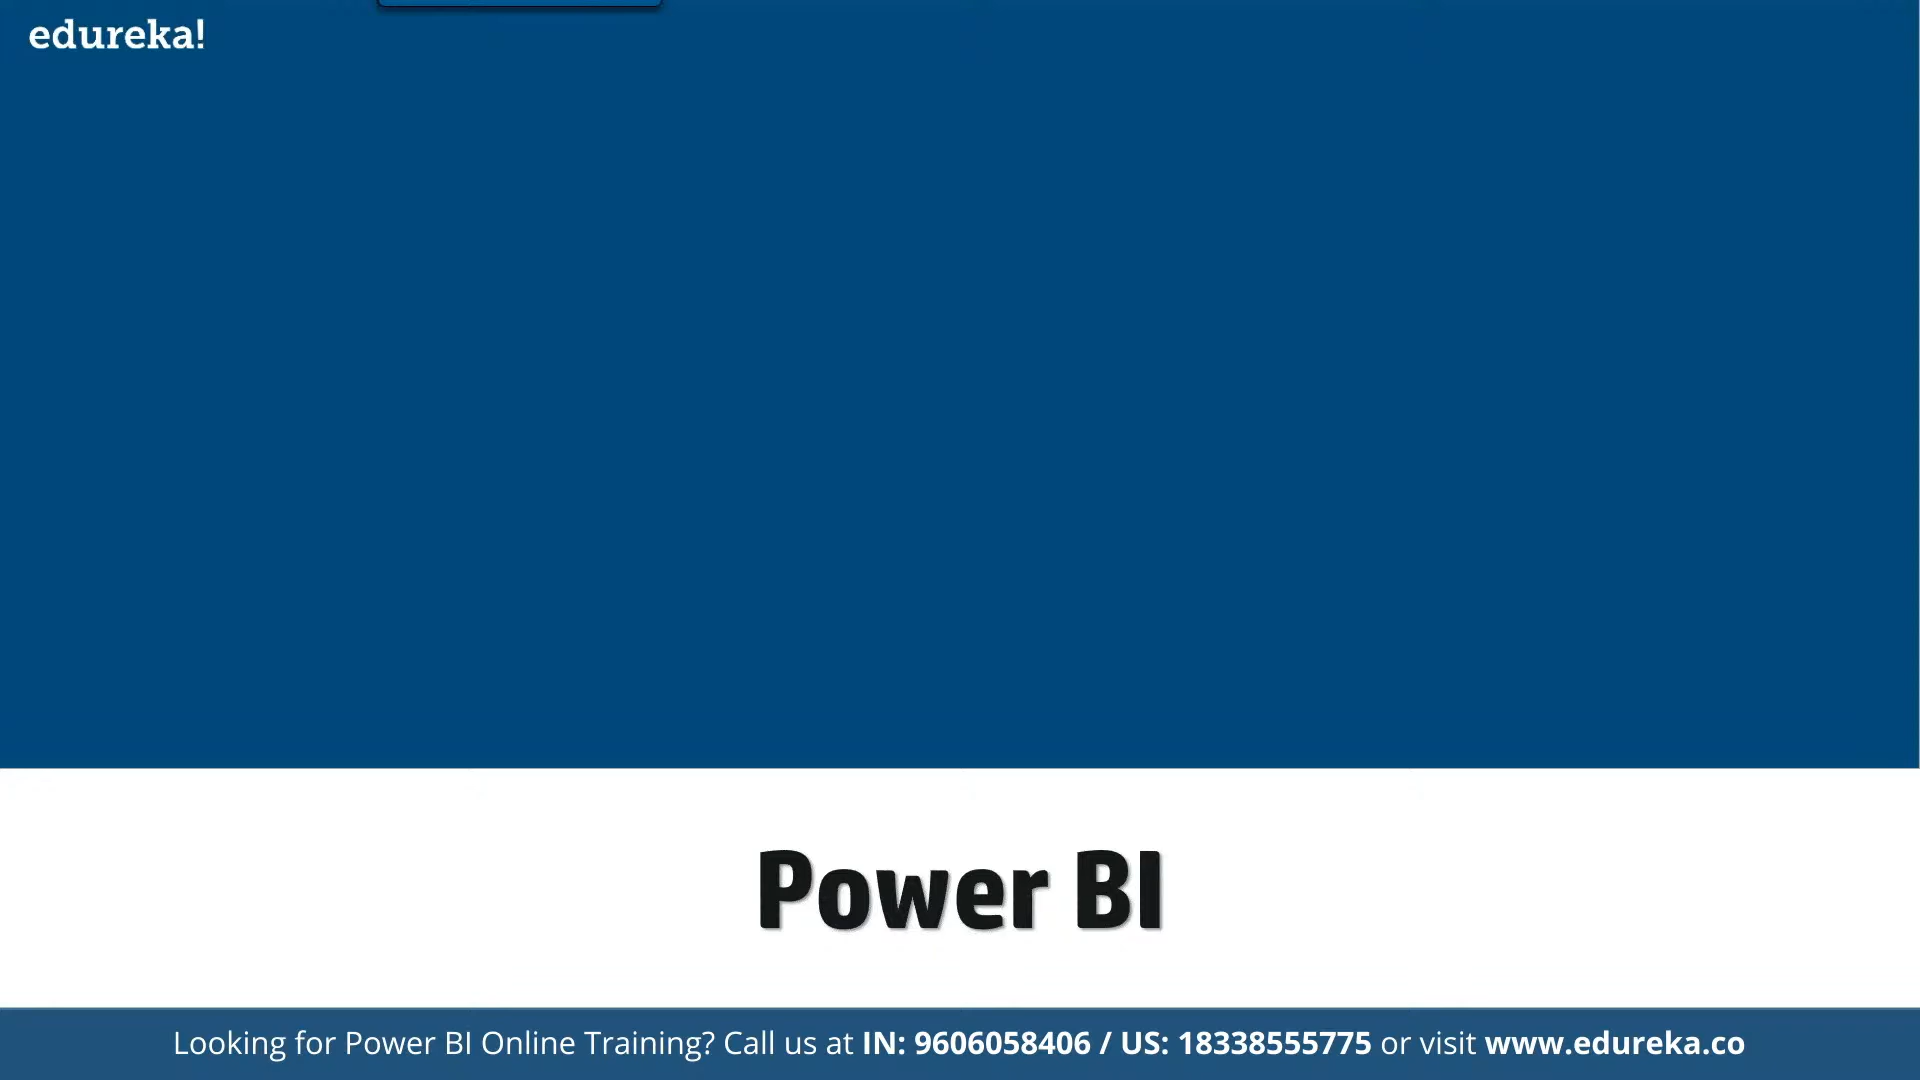 edureka!
Power BI
Looking for Power BI Online Training? Call us at IN: 9606058406 / US: 18338555775 or visit www.edureka.co